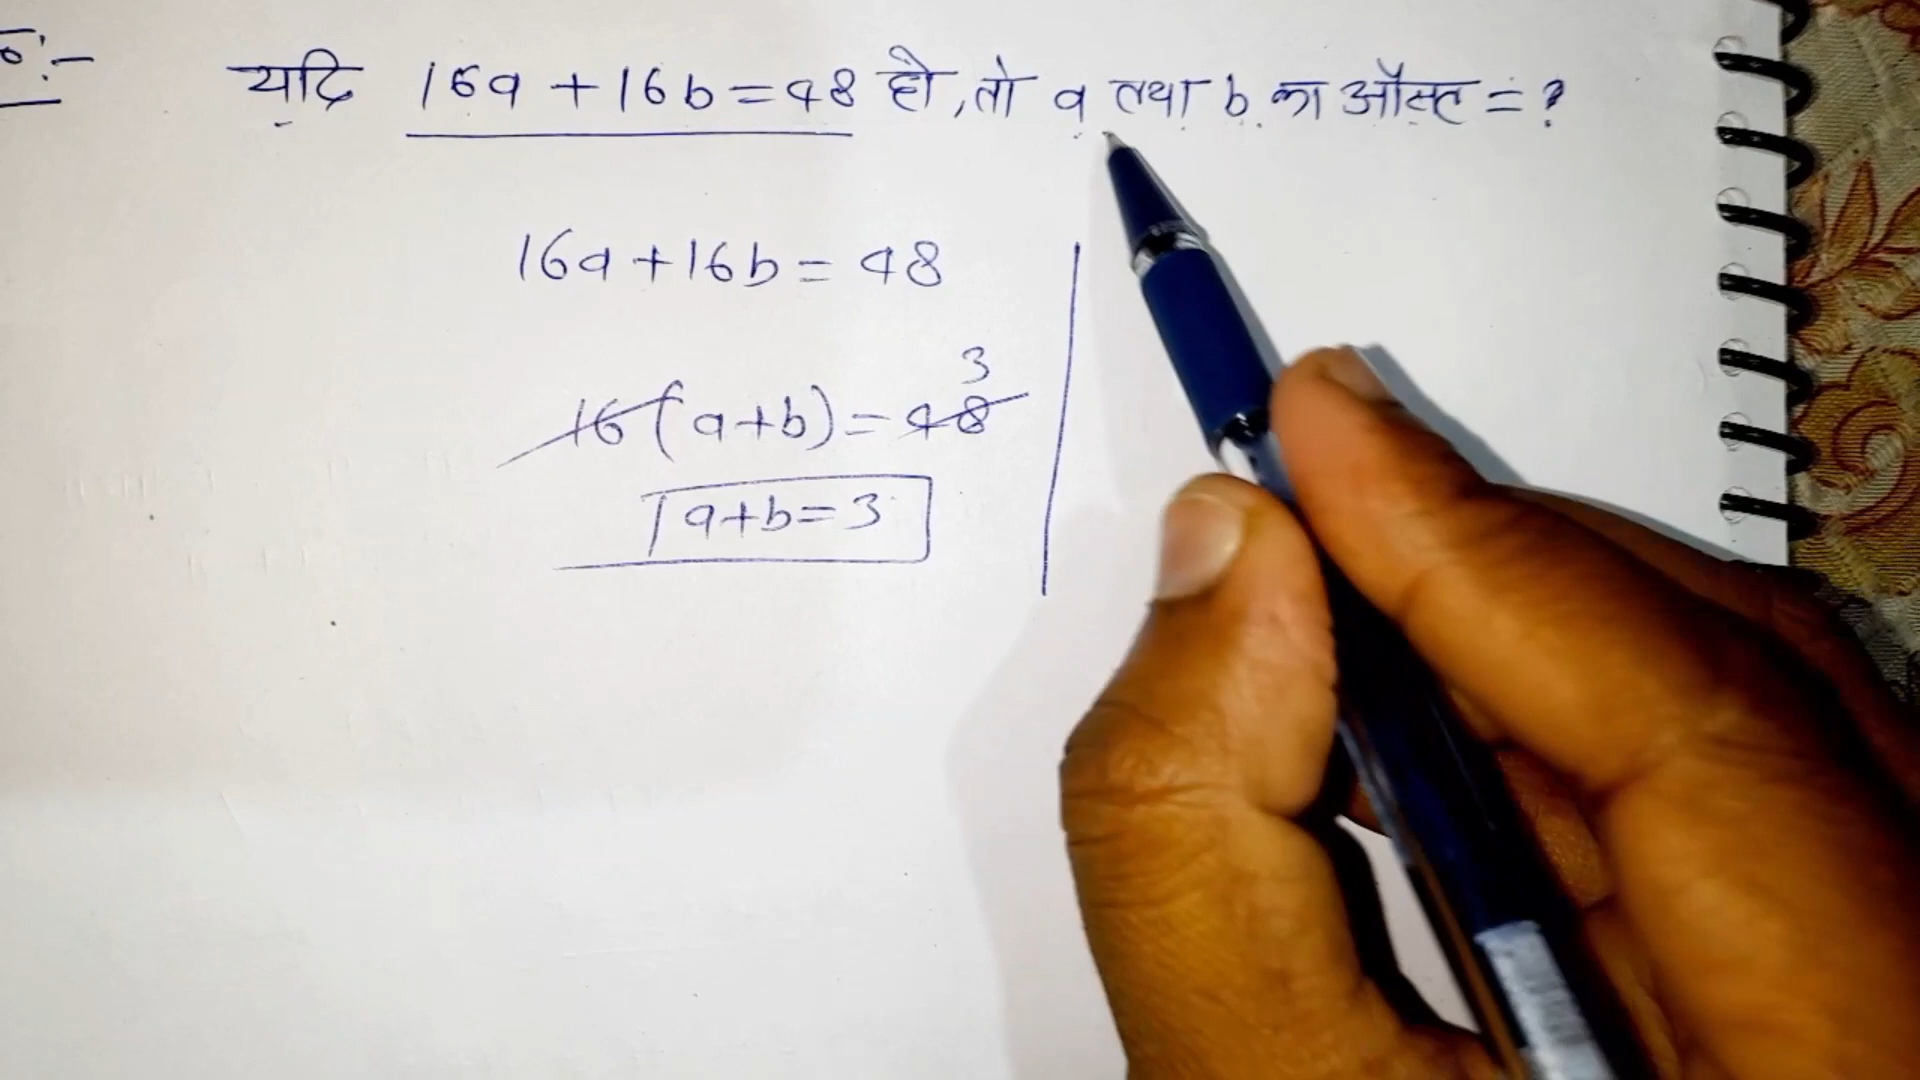 यदि 16a + 16b = 48 हो, तो a तथा b का औसत = ?
16a + 16b = 48
3
16(a+b) = 48
a+b = 3